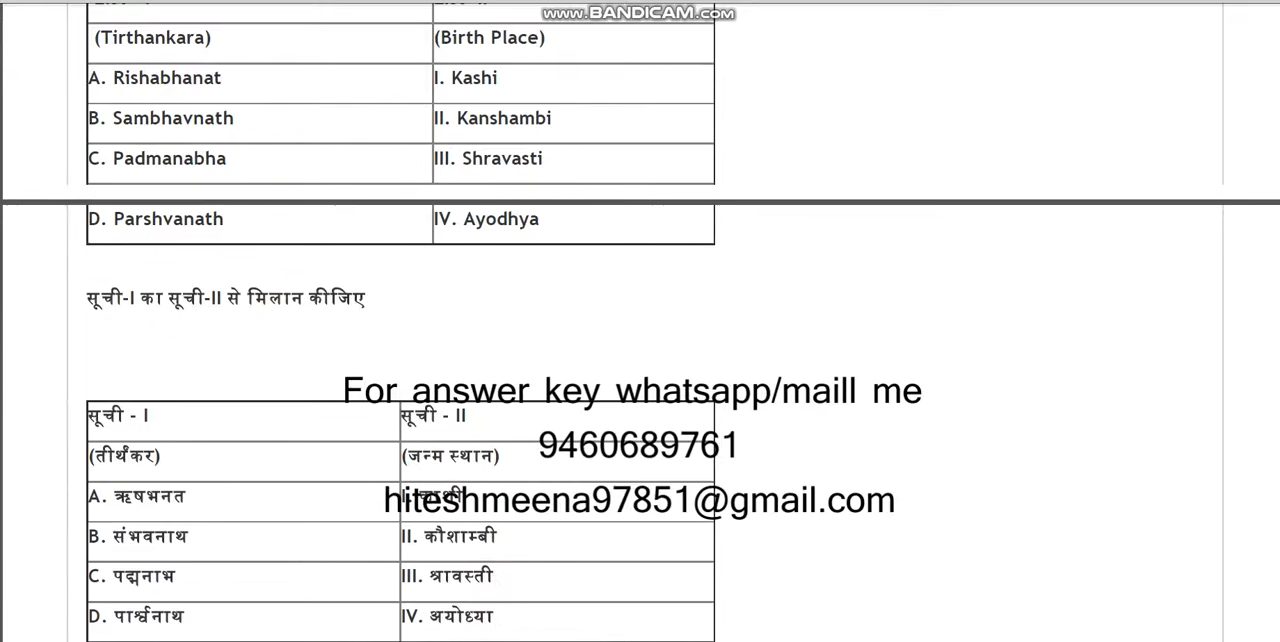 www.BANDICAM.com
(Tirthankara) (Birth Place)
A. Rishabhanat I. Kashi
B. Sambhavnath II. Kanshambi
C. Padmanabha III. Shravasti
D. Parshvanath IV. Ayodhya
सूची-I का सूची-II से मिलान कीजिए
For answer key whatsapp/maill me
सूची - I सूची - II
9460689761
(तीर्थंकर) (जन्म स्थान)
A. ऋषभनत I. काशी
hiteshmeena97851@gmail.com
B. संभवनाथ II. कौशाम्बी
C. पद्मनाभ III. श्रावस्ती
D. पार्श्वनाथ IV. अयोध्या